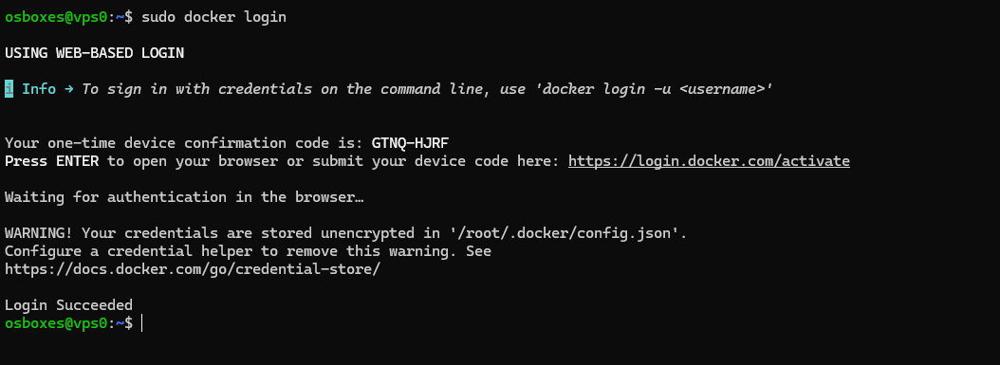 osboxes@vps0:~$ sudo docker login
USING WEB-BASED LOGIN
i Info → To sign in with credentials on the command line, use 'docker login -u <username>'
Your one-time device confirmation code is: GTNQ-HJRF
Press ENTER to open your browser or submit your device code here: https://login.docker.com/activate
Waiting for authentication in the browser…
WARNING! Your credentials are stored unencrypted in '/root/.docker/config.json'.
Configure a credential helper to remove this warning. See
https://docs.docker.com/go/credential-store/
Login Succeeded
osboxes@vps0:~$